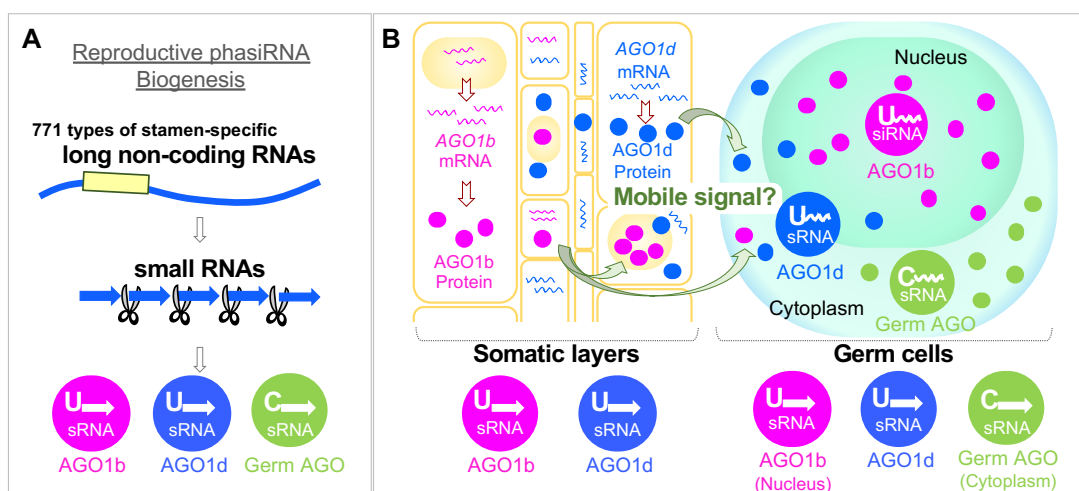 A
Reproductive phasiRNA
Biogenesis
771 types of stamen-specific
long non-coding RNAs
small RNAs
U
sRNA
AGO1b
U
sRNA
AGO1d
C
sRNA
Germ AGO
B
AGO1b
mRNA
AGO1b
Protein
AGO1d
mRNA
AGO1d
Protein
Mobile signal?
Nucleus
U
siRNA
AGO1b
U
sRNA
AGO1d
C
sRNA
Germ AGO
Cytoplasm
Somatic layers
U
sRNA
AGO1b
U
sRNA
AGO1d
Germ cells
U
sRNA
AGO1b
(Nucleus)
U
sRNA
AGO1d
C
sRNA
Germ AGO
(Cytoplasm)